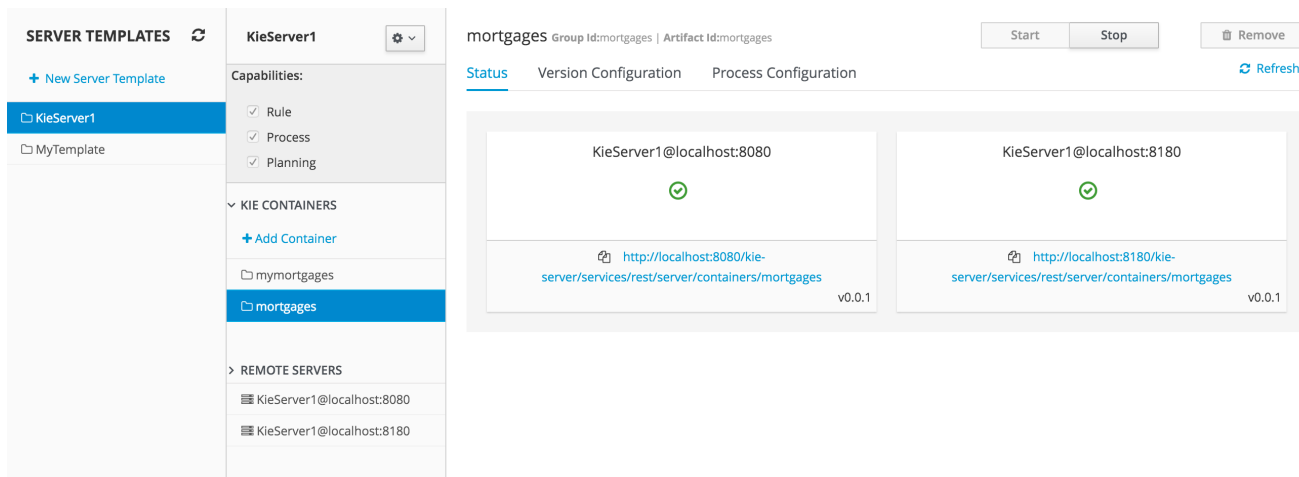 SERVER TEMPLATES
+ New Server Template
KieServer1
MyTemplate
KieServer1
Capabilities:
Rule
Process
Planning
KIE CONTAINERS
+ Add Container
mymortgages
mortgages
REMOTE SERVERS
KieServer1@localhost:8080
KieServer1@localhost:8180
mortgages Group Id:mortgages | Artifact Id:mortgages
Start Stop Remove
Status Version Configuration Process Configuration
Refresh
KieServer1@localhost:8080
http://localhost:8080/kie-
server/services/rest/server/containers/mortgages
v0.0.1
KieServer1@localhost:8180
http://localhost:8180/kie-
server/services/rest/server/containers/mortgages
v0.0.1